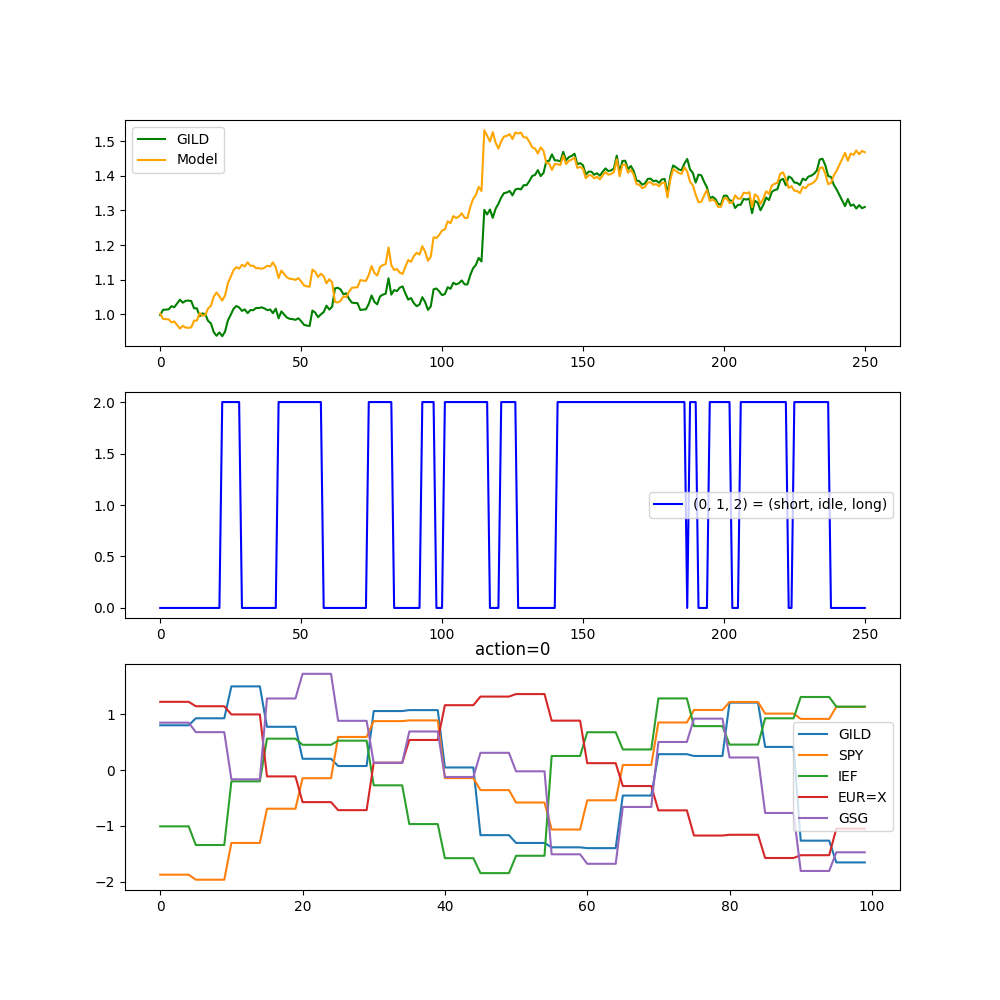 GILD
Model
1.5
1.4
1.3
1.2
1.1
1.0
0 50 100 150 200 250
2.0
1.5
1.0
0.5
0.0
(0, 1, 2) = (short, idle, long)
0 50 100 150 200 250
action=0
1
0
−1
−2
GILD
SPY
IEF
EUR=X
GSG
0 20 40 60 80 100